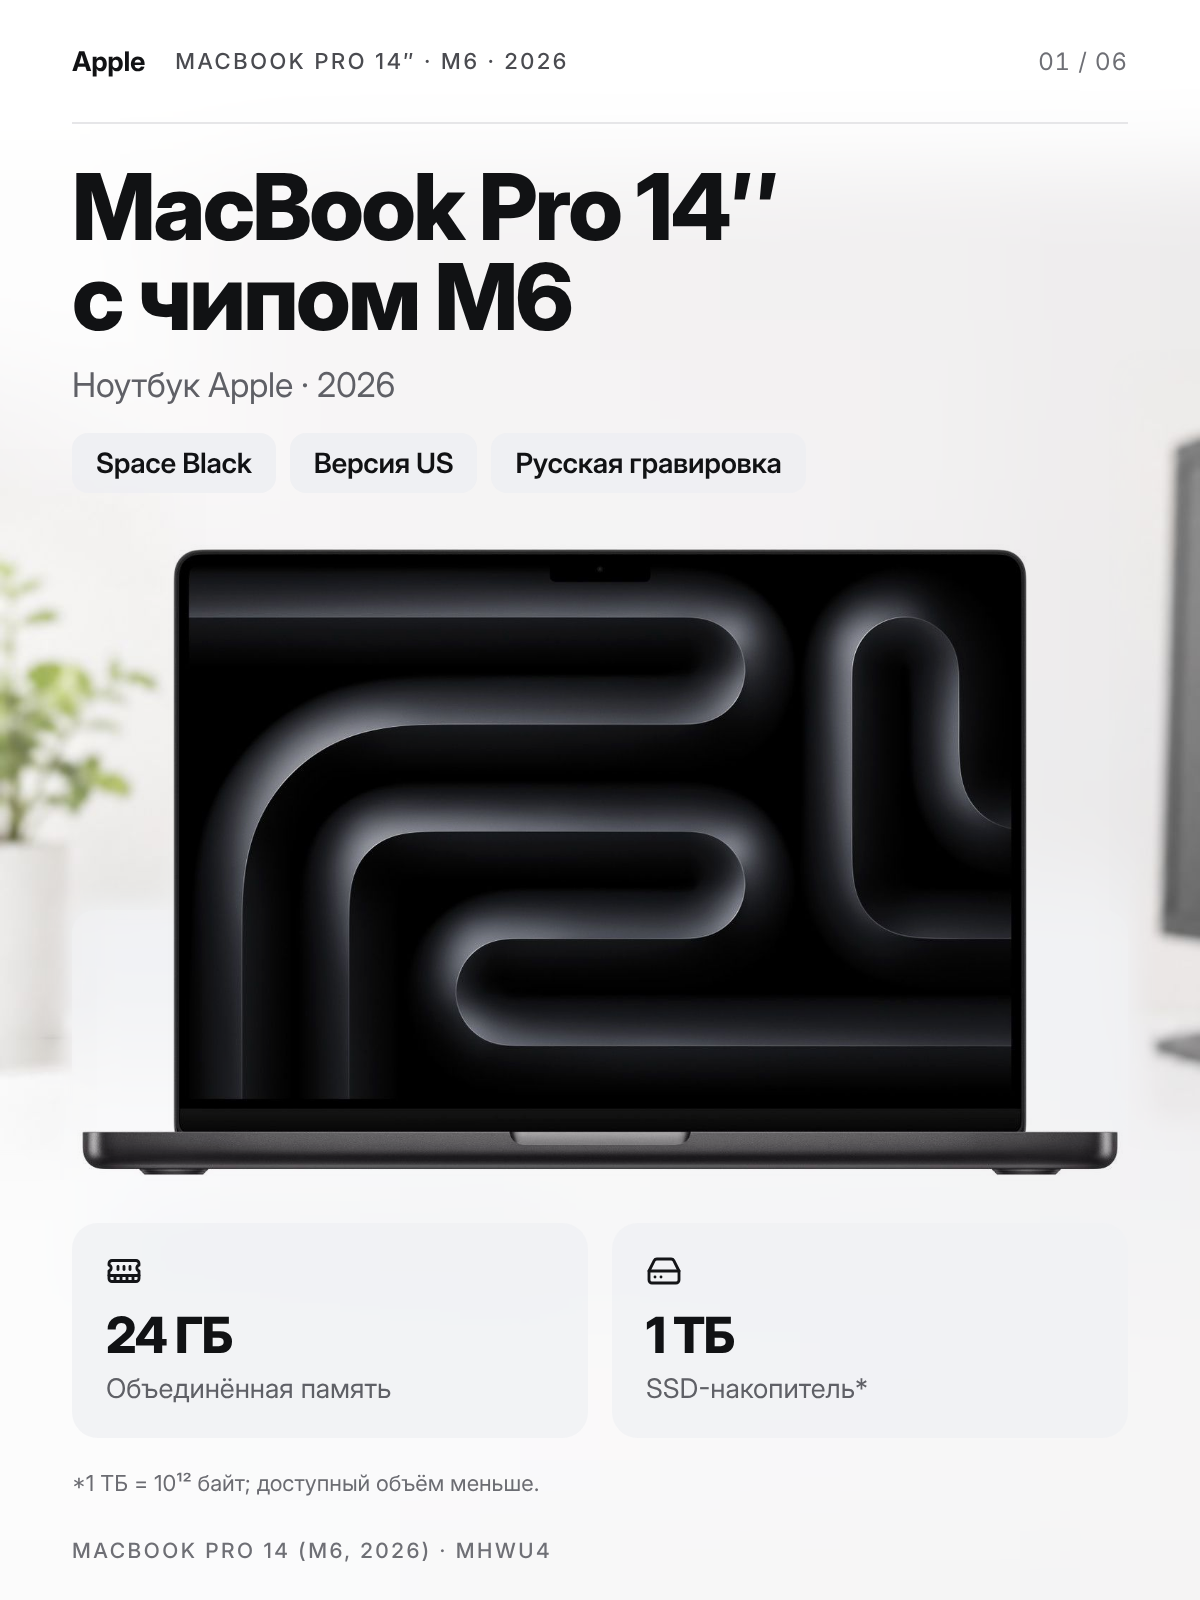 Apple MACBOOK PRO 14″ · M6 · 2026 01 / 06
MacBook Pro 14″
с чипом M6
Ноутбук Apple · 2026
Space Black Версия US Русская гравировка
24 ГБ 1 ТБ
Объединённая память SSD-накопитель*
*1 ТБ = 10¹² байт; доступный объём меньше.
MACBOOK PRO 14 (M6, 2026) · MHWU4